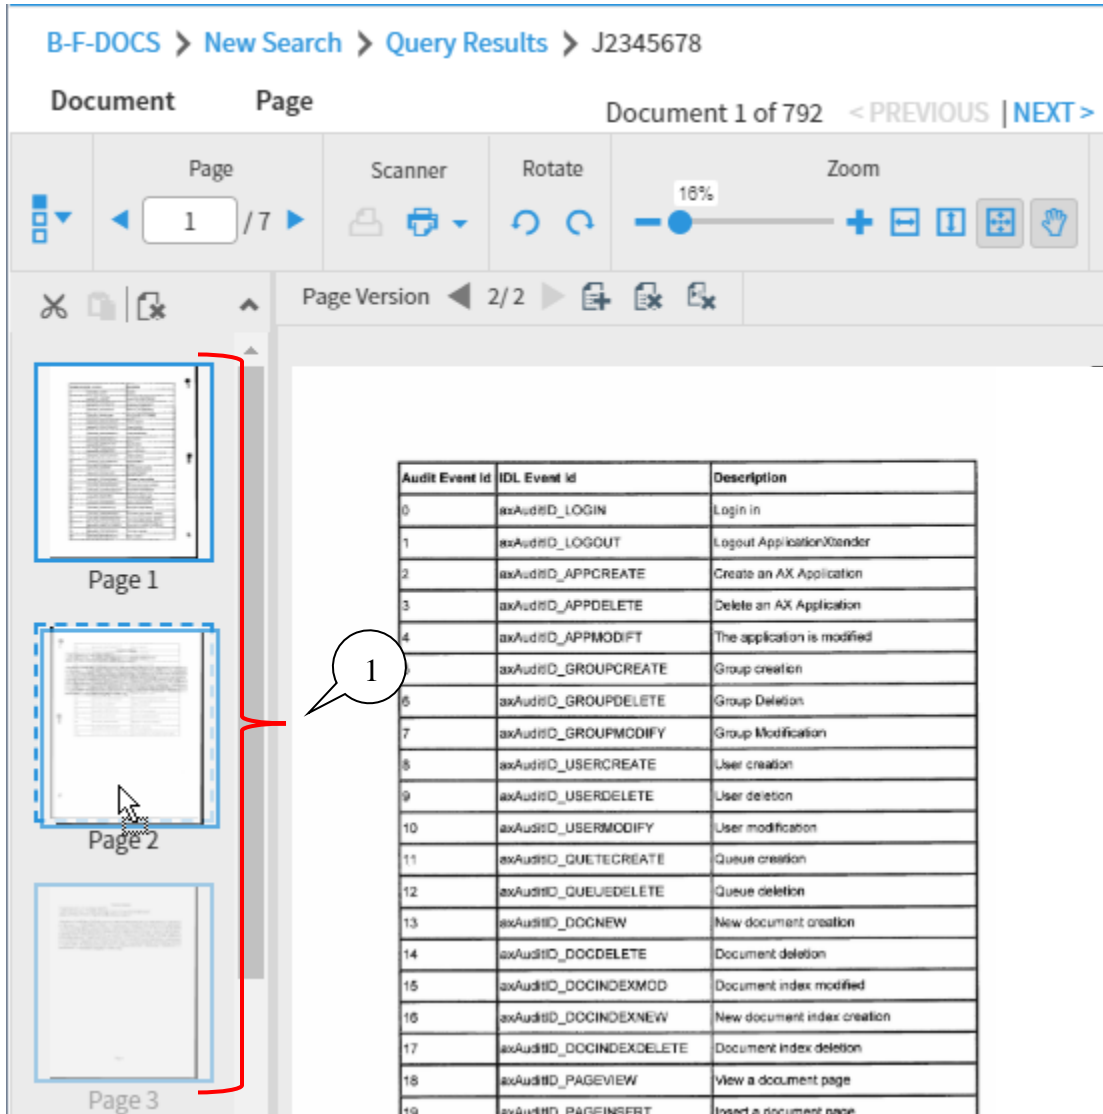 B-F-DOCS > New Search > Query Results > J2345678
Document Page
Document 1 of 792 < PREVIOUS | NEXT >
Page Scanner Rotate Zoom
16%
1 / 7
Page Version 2/ 2
Page 1
Page 2
Page 3
1
Audit Event Id IDL Event Id Description
0 axAuditID_LOGIN Login in
1 axAuditID_LOGOUT Logout ApplicationXtender
2 axAuditID_APPCREATE Create an AX Application
3 axAuditID_APPDELETE Delete an AX Application
4 axAuditID_APPMODIFT The application is modified
axAuditID_GROUPCREATE Group creation
6 axAuditID_GROUPDELETE Group Deletion
7 axAuditID_GROUPMODIFY Group Modification
8 axAuditID_USERCREATE User creation
9 axAuditID_USERDELETE User deletion
10 axAuditID_USERMODIFY User modification
11 axAuditID_QUETECREATE Queue creation
12 axAuditID_QUEUEDELETE Queue deletion
13 axAuditID_DOCNEW New document creation
14 axAuditID_DOCDELETE Document deletion
15 axAuditID_DOCINDEXMOD Document index modified
16 axAuditID_DOCINDEXNEW New document index creation
17 axAuditID_DOCINDEXDELETE Document index deletion
18 axAuditID_PAGEVIEW View a document page
19 axAuditID_PAGEINSERT Insert a document page